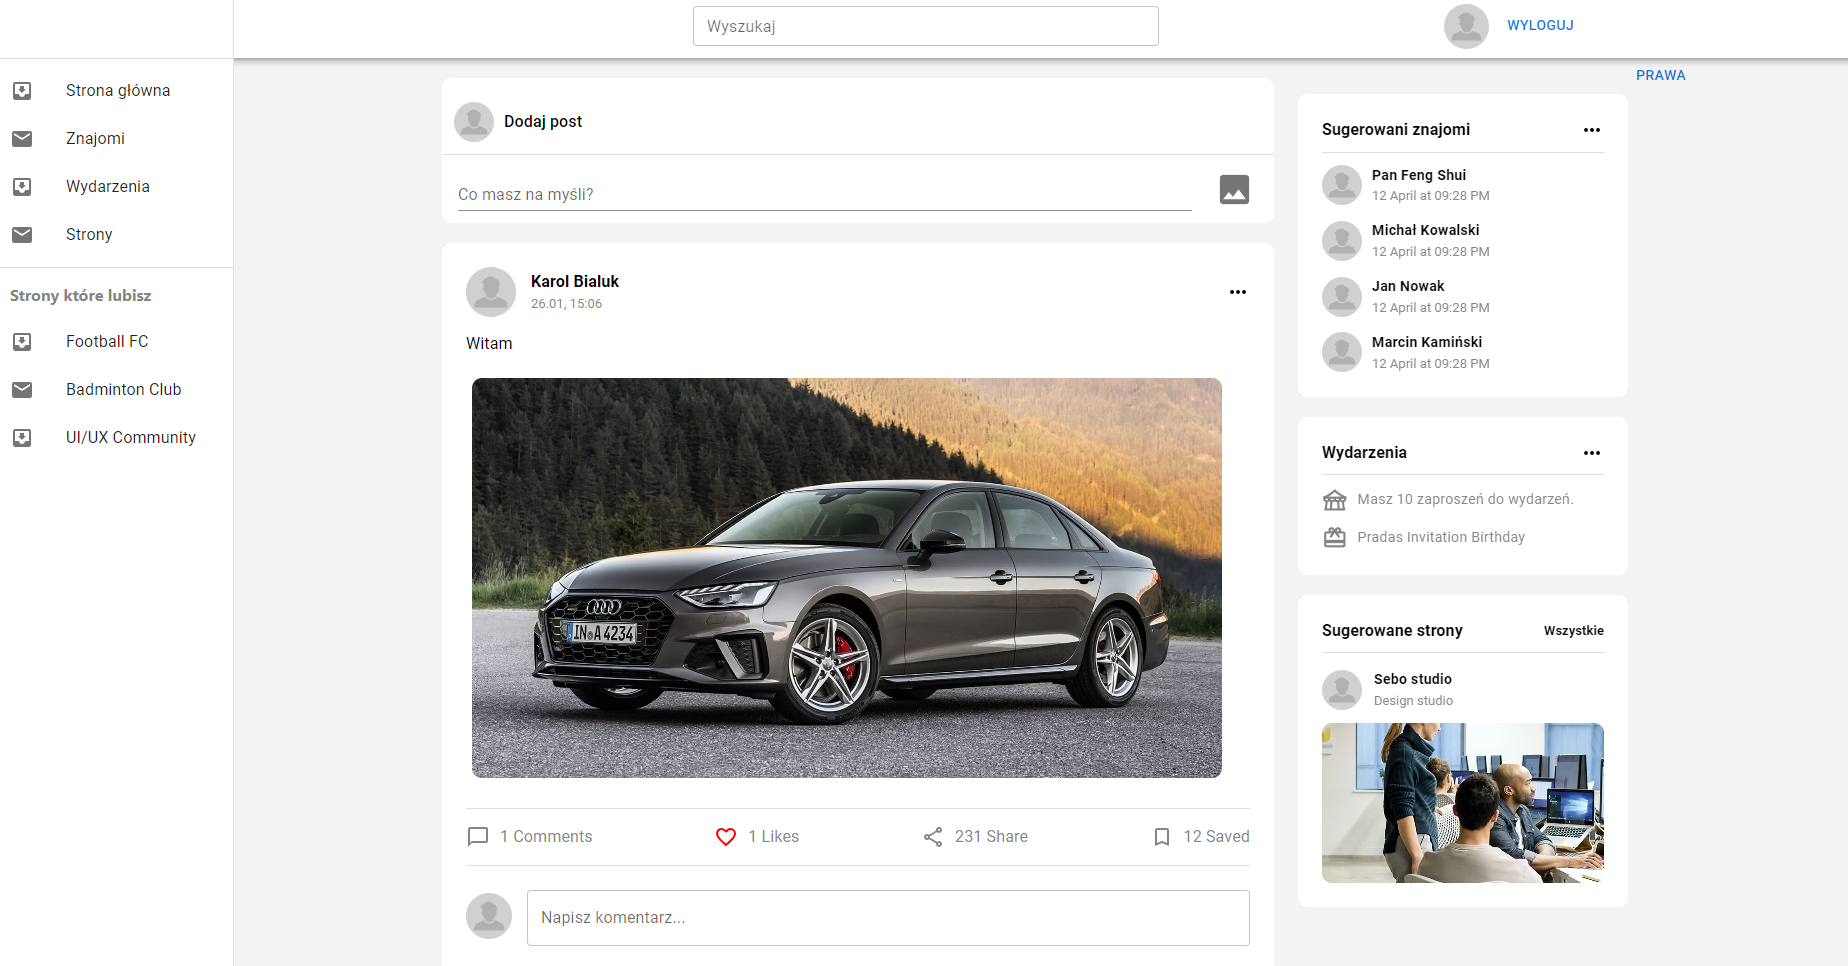 Wyszukaj
WYLOGUJ
PRAWA
Strona główna
Znajomi
Wydarzenia
Strony
Strony które lubisz
Football FC
Badminton Club
UI/UX Community
Dodaj post
Co masz na myśli?
Karol Bialuk
26.01, 15:06
Witam
IN A 4234
1 Comments
1 Likes
231 Share
12 Saved
Napisz komentarz...
Sugerowani znajomi
Pan Feng Shui
12 April at 09:28 PM
Michał Kowalski
12 April at 09:28 PM
Jan Nowak
12 April at 09:28 PM
Marcin Kamiński
12 April at 09:28 PM
Wydarzenia
Masz 10 zaproszeń do wydarzeń.
Pradas Invitation Birthday
Sugerowane strony
Wszystkie
Sebo studio
Design studio